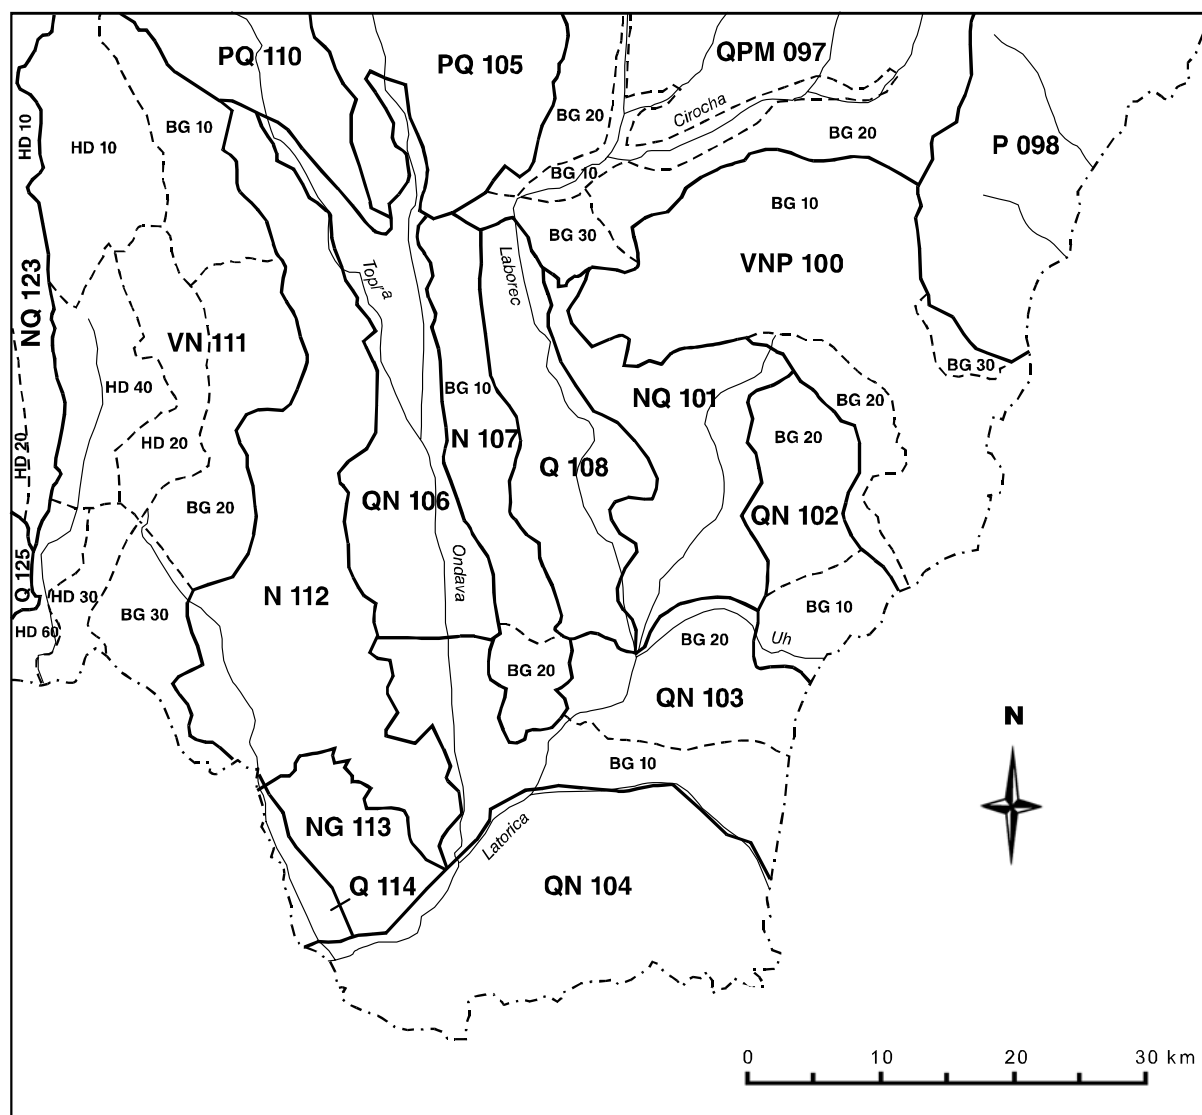 PQ 110
PQ 105
QPM 097
Cirocha
BG 20
BG 20
HD 10
HD 10
BG 10
P 098
BG 10
BG 10
BG 30
VNP 100
Laborec
Topl'a
NQ 123
VN 111
BG 30
HD 40
BG 10
NQ 101
BG 20
HD 20
HD 20
N 107
Q 108
BG 20
QN 106
BG 20
QN 102
Q 125
HD 30
Ondava
N 112
BG 30
BG 10
HD 60
BG 20
Uh
BG 20
QN 103
N
BG 10
NG 113
Latorica
Q 114
QN 104
0 10 20 30 km